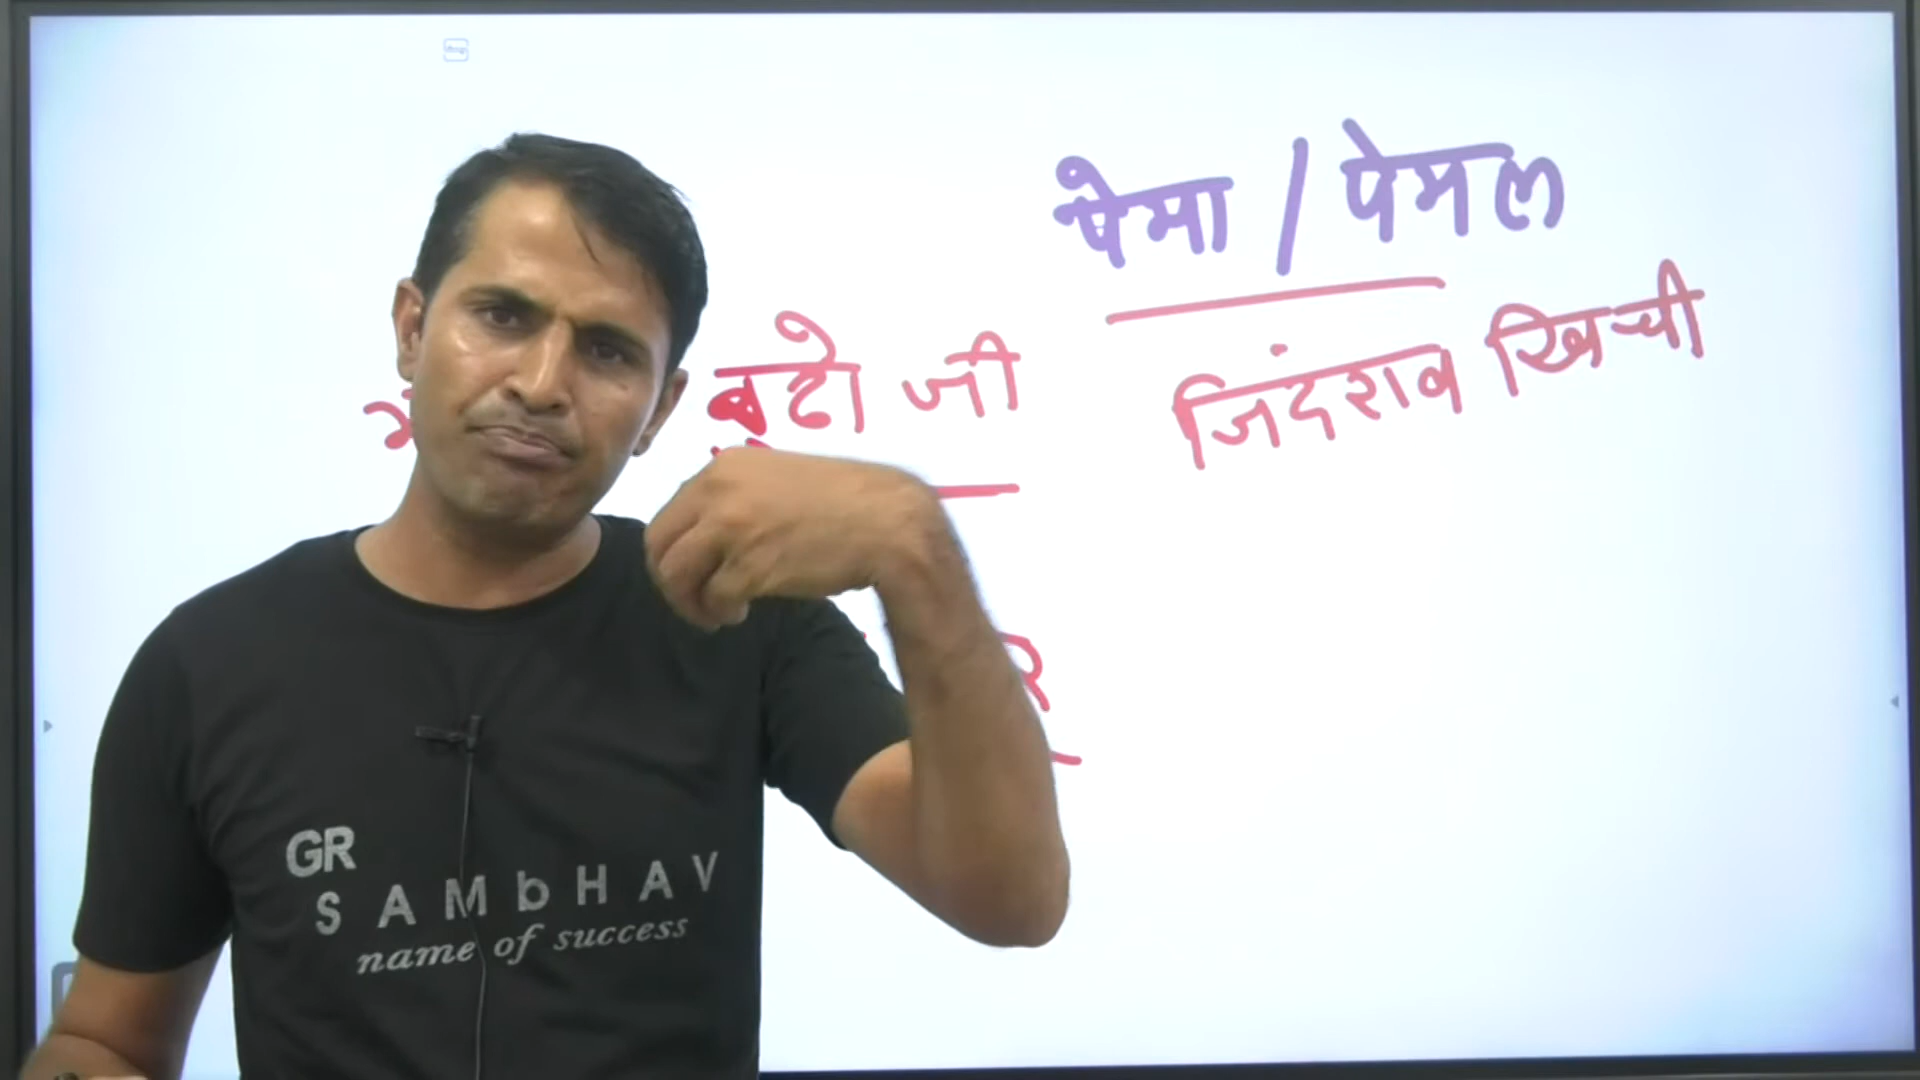 पेमा / पेमल
जिंदराव खिची
बूटो जी
GR
SAMbHAV
name of success